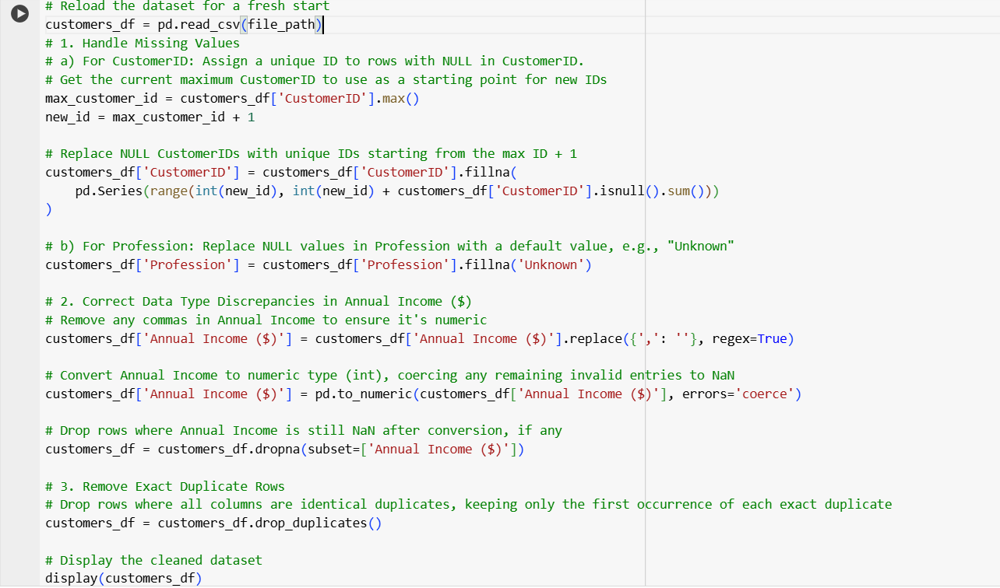 # Reload the dataset for a fresh start
customers_df = pd.read_csv(file_path)
# 1. Handle Missing Values
# a) For CustomerID: Assign a unique ID to rows with NULL in CustomerID.
# Get the current maximum CustomerID to use as a starting point for new IDs
max_customer_id = customers_df['CustomerID'].max()
new_id = max_customer_id + 1
# Replace NULL CustomerIDs with unique IDs starting from the max ID + 1
customers_df['CustomerID'] = customers_df['CustomerID'].fillna(
    pd.Series(range(int(new_id), int(new_id) + customers_df['CustomerID'].isnull().sum()))
)
# b) For Profession: Replace NULL values in Profession with a default value, e.g., "Unknown"
customers_df['Profession'] = customers_df['Profession'].fillna('Unknown')
# 2. Correct Data Type Discrepancies in Annual Income ($)
# Remove any commas in Annual Income to ensure it's numeric
customers_df['Annual Income ($)'] = customers_df['Annual Income ($)'].replace({',': ''}, regex=True)
# Convert Annual Income to numeric type (int), coercing any remaining invalid entries to NaN
customers_df['Annual Income ($)'] = pd.to_numeric(customers_df['Annual Income ($)'], errors='coerce')
# Drop rows where Annual Income is still NaN after conversion, if any
customers_df = customers_df.dropna(subset=['Annual Income ($)'])
# 3. Remove Exact Duplicate Rows
# Drop rows where all columns are identical duplicates, keeping only the first occurrence of each exact duplicate
customers_df = customers_df.drop_duplicates()
# Display the cleaned dataset
display(customers_df)